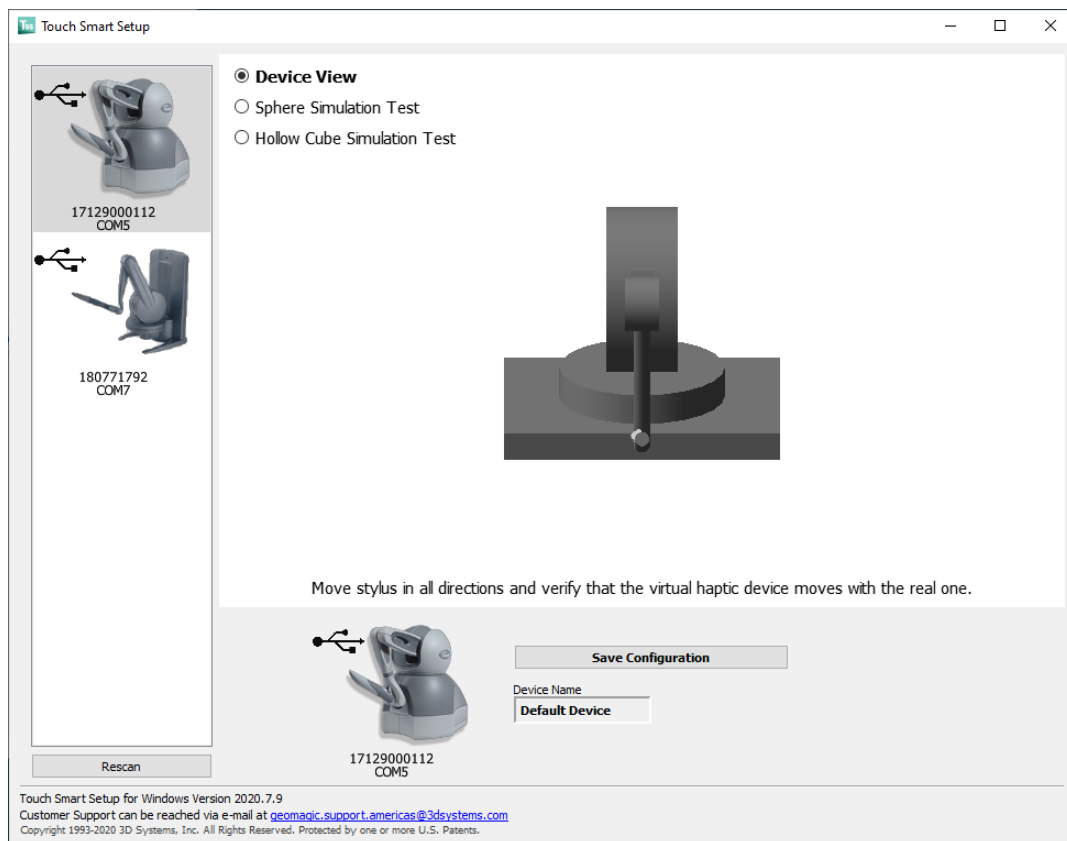 Tss Touch Smart Setup
17129000112
COM5
180771792
COM7
Rescan
Device View
Sphere Simulation Test
Hollow Cube Simulation Test
Move stylus in all directions and verify that the virtual haptic device moves with the real one.
17129000112
COM5
Save Configuration
Device Name
Default Device
Touch Smart Setup for Windows Version 2020.7.9
Customer Support can be reached via e-mail at geomagic.support.americas@3dsystems.com
Copyright 1993-2020 3D Systems, Inc. All Rights Reserved. Protected by one or more U.S. Patents.